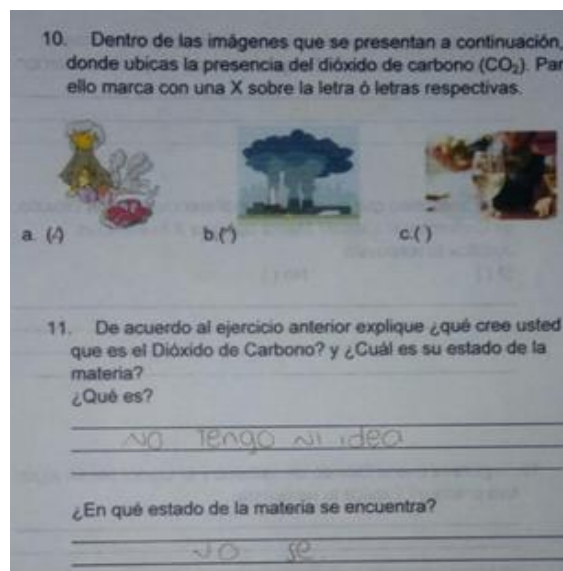 10. Dentro de las imágenes que se presentan a continuación,
donde ubicas la presencia del dióxido de carbono (CO₂). Par
ello marca con una X sobre la letra ó letras respectivas.
a. (/) b.(") c.( )
11. De acuerdo al ejercicio anterior explique ¿qué cree usted
que es el Dióxido de Carbono? y ¿Cuál es su estado de la
materia?
¿Qué es?
NO TENGO NI idea
¿En qué estado de la materia se encuentra?
NO se